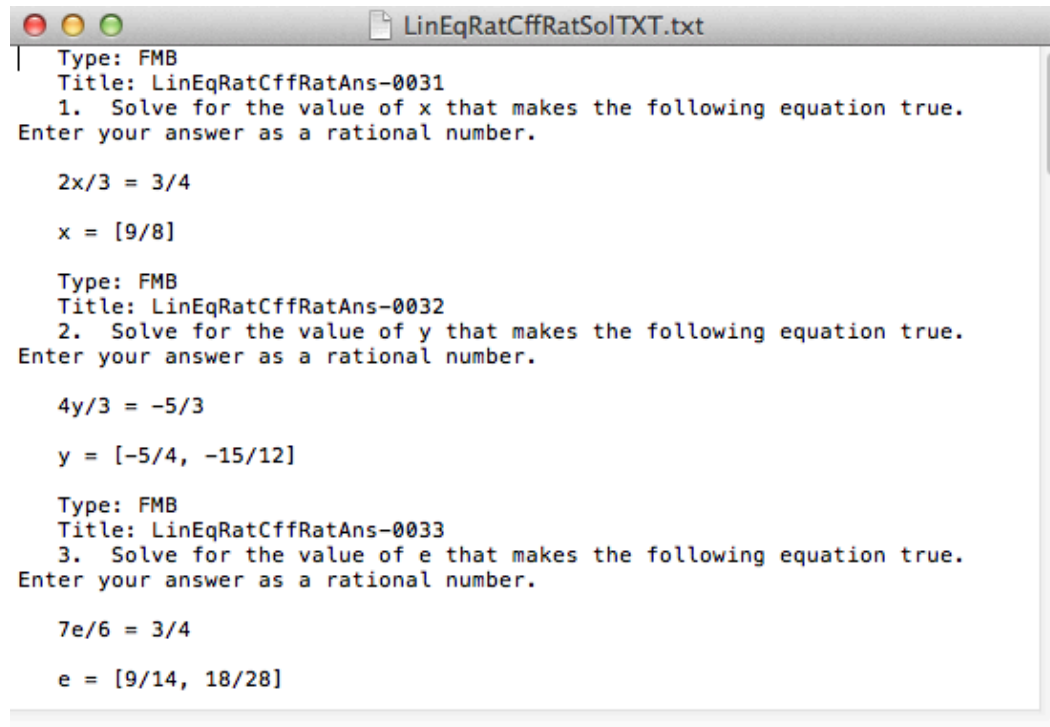 LinEqRatCffRatSolTXT.txt
Type: FMB
Title: LinEqRatCffRatAns-0031
1.  Solve for the value of x that makes the following equation true.
Enter your answer as a rational number.
2x/3 = 3/4
x = [9/8]
Type: FMB
Title: LinEqRatCffRatAns-0032
2.  Solve for the value of y that makes the following equation true.
Enter your answer as a rational number.
4y/3 = -5/3
y = [-5/4, -15/12]
Type: FMB
Title: LinEqRatCffRatAns-0033
3.  Solve for the value of e that makes the following equation true.
Enter your answer as a rational number.
7e/6 = 3/4
e = [9/14, 18/28]